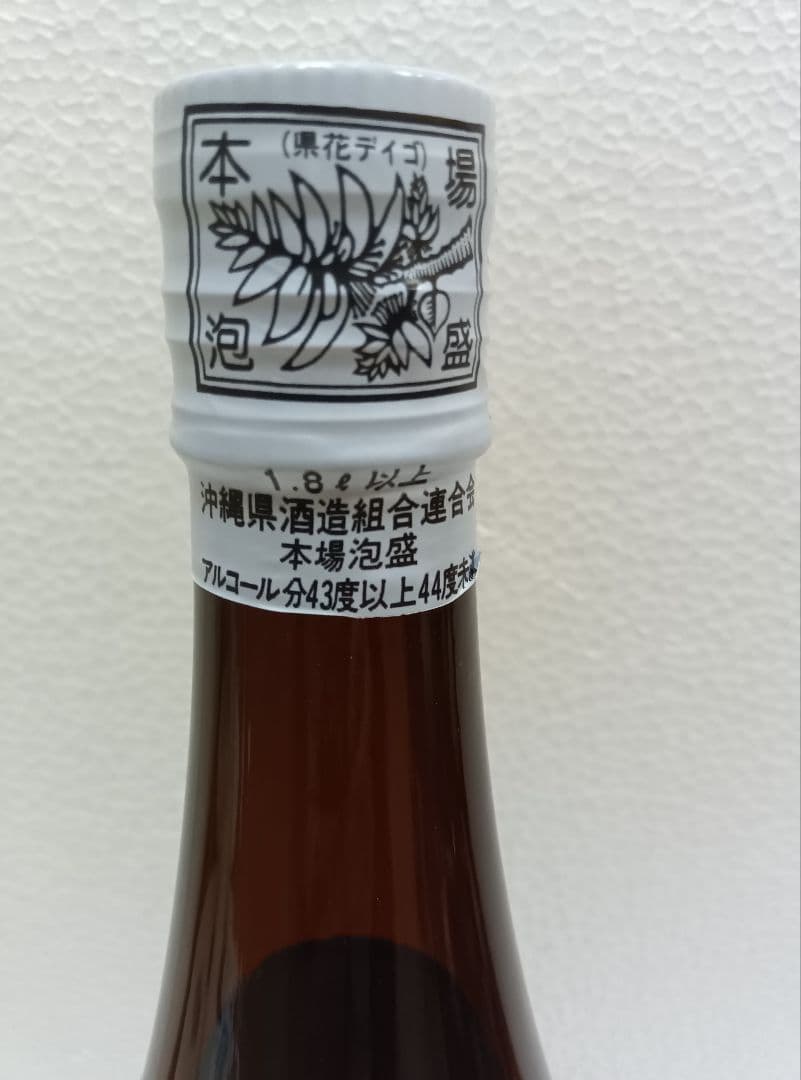 (県花デイゴ)
本場
泡盛
1.8ℓ以上
沖縄県酒造組合連合会
本場泡盛
アルコール分43度以上44度未